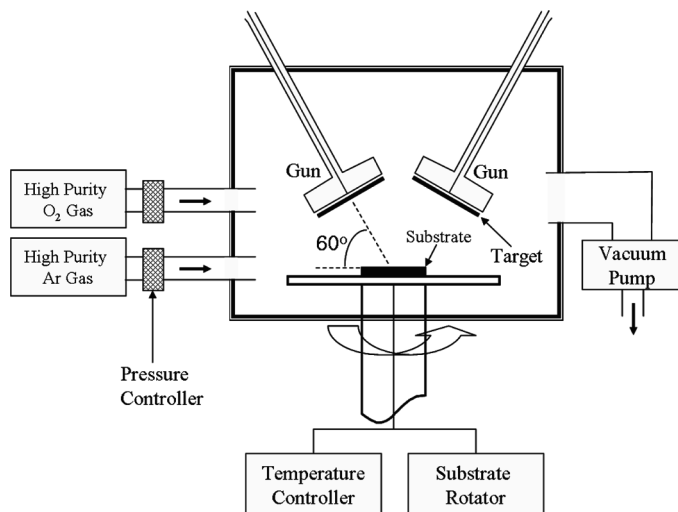 Gun
Gun
High Purity
O₂ Gas
60º
Substrate
Target
High Purity
Ar Gas
Vacuum
Pump
Pressure
Controller
Temperature
Controller
Substrate
Rotator